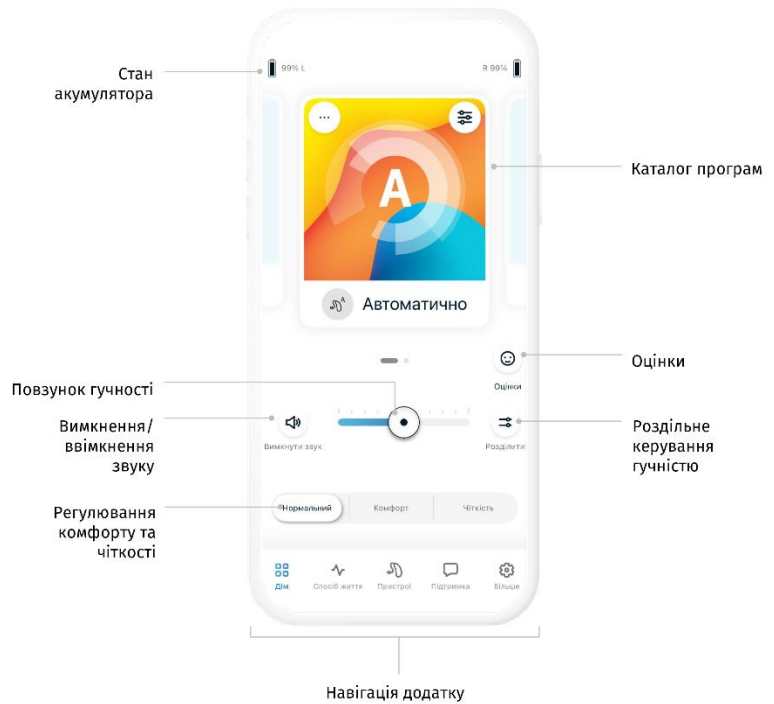 99% L
R 99%
Стан
акумулятора
...
A
Каталог програм
A
Автоматично
Оцінки
Оцінки
Повзунок гучності
Вимкнення/
ввімкнення
звуку
Вимкнути звук
Розділити
Роздільне
керування
гучністю
Регулювання
комфорту та
чіткості
Нормальний
Комфорт
Чіткість
Дім
Спосіб життя
Пристрої
Підтримка
Більше
Навігація додатку